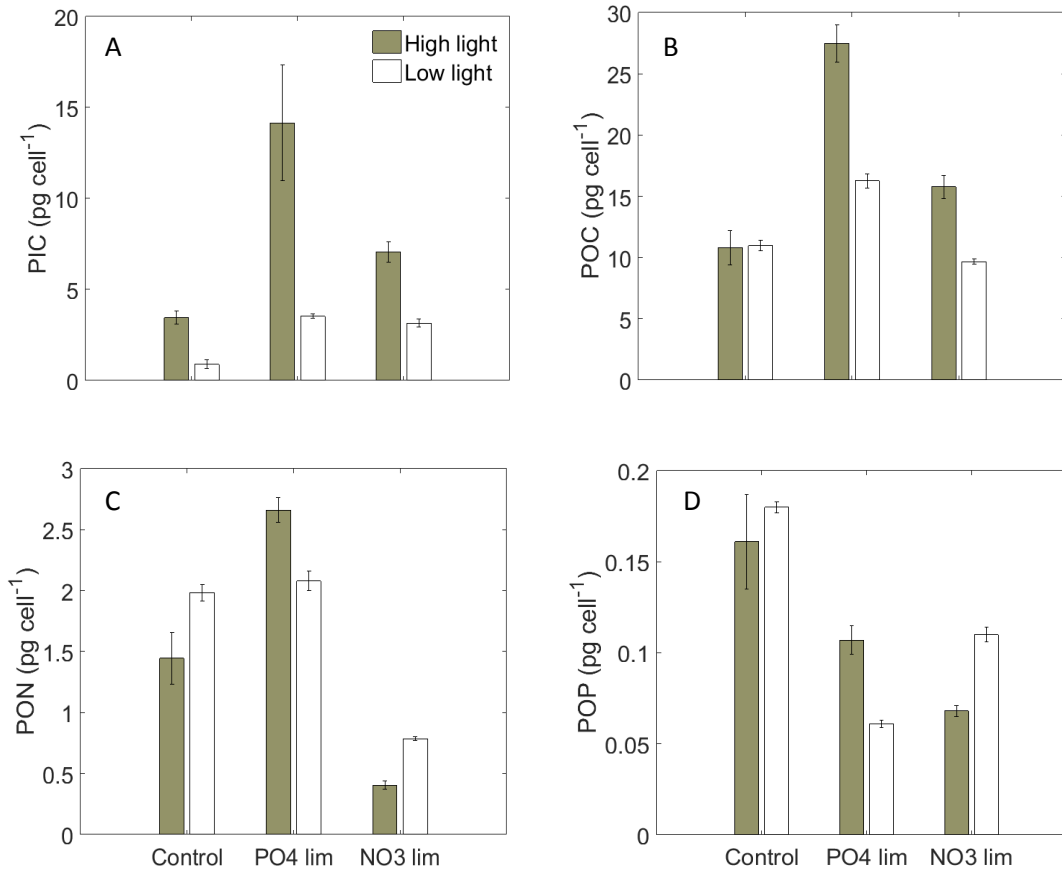 A
PIC (pg cell⁻¹)
20
15
10
5
0
High light
Low light
B
POC (pg cell⁻¹)
30
25
20
15
10
5
0
C
PON (pg cell⁻¹)
3
2.5
2
1.5
1
0.5
0
Control PO4 lim NO3 lim
D
POP (pg cell⁻¹)
0.2
0.15
0.1
0.05
0
Control PO4 lim NO3 lim